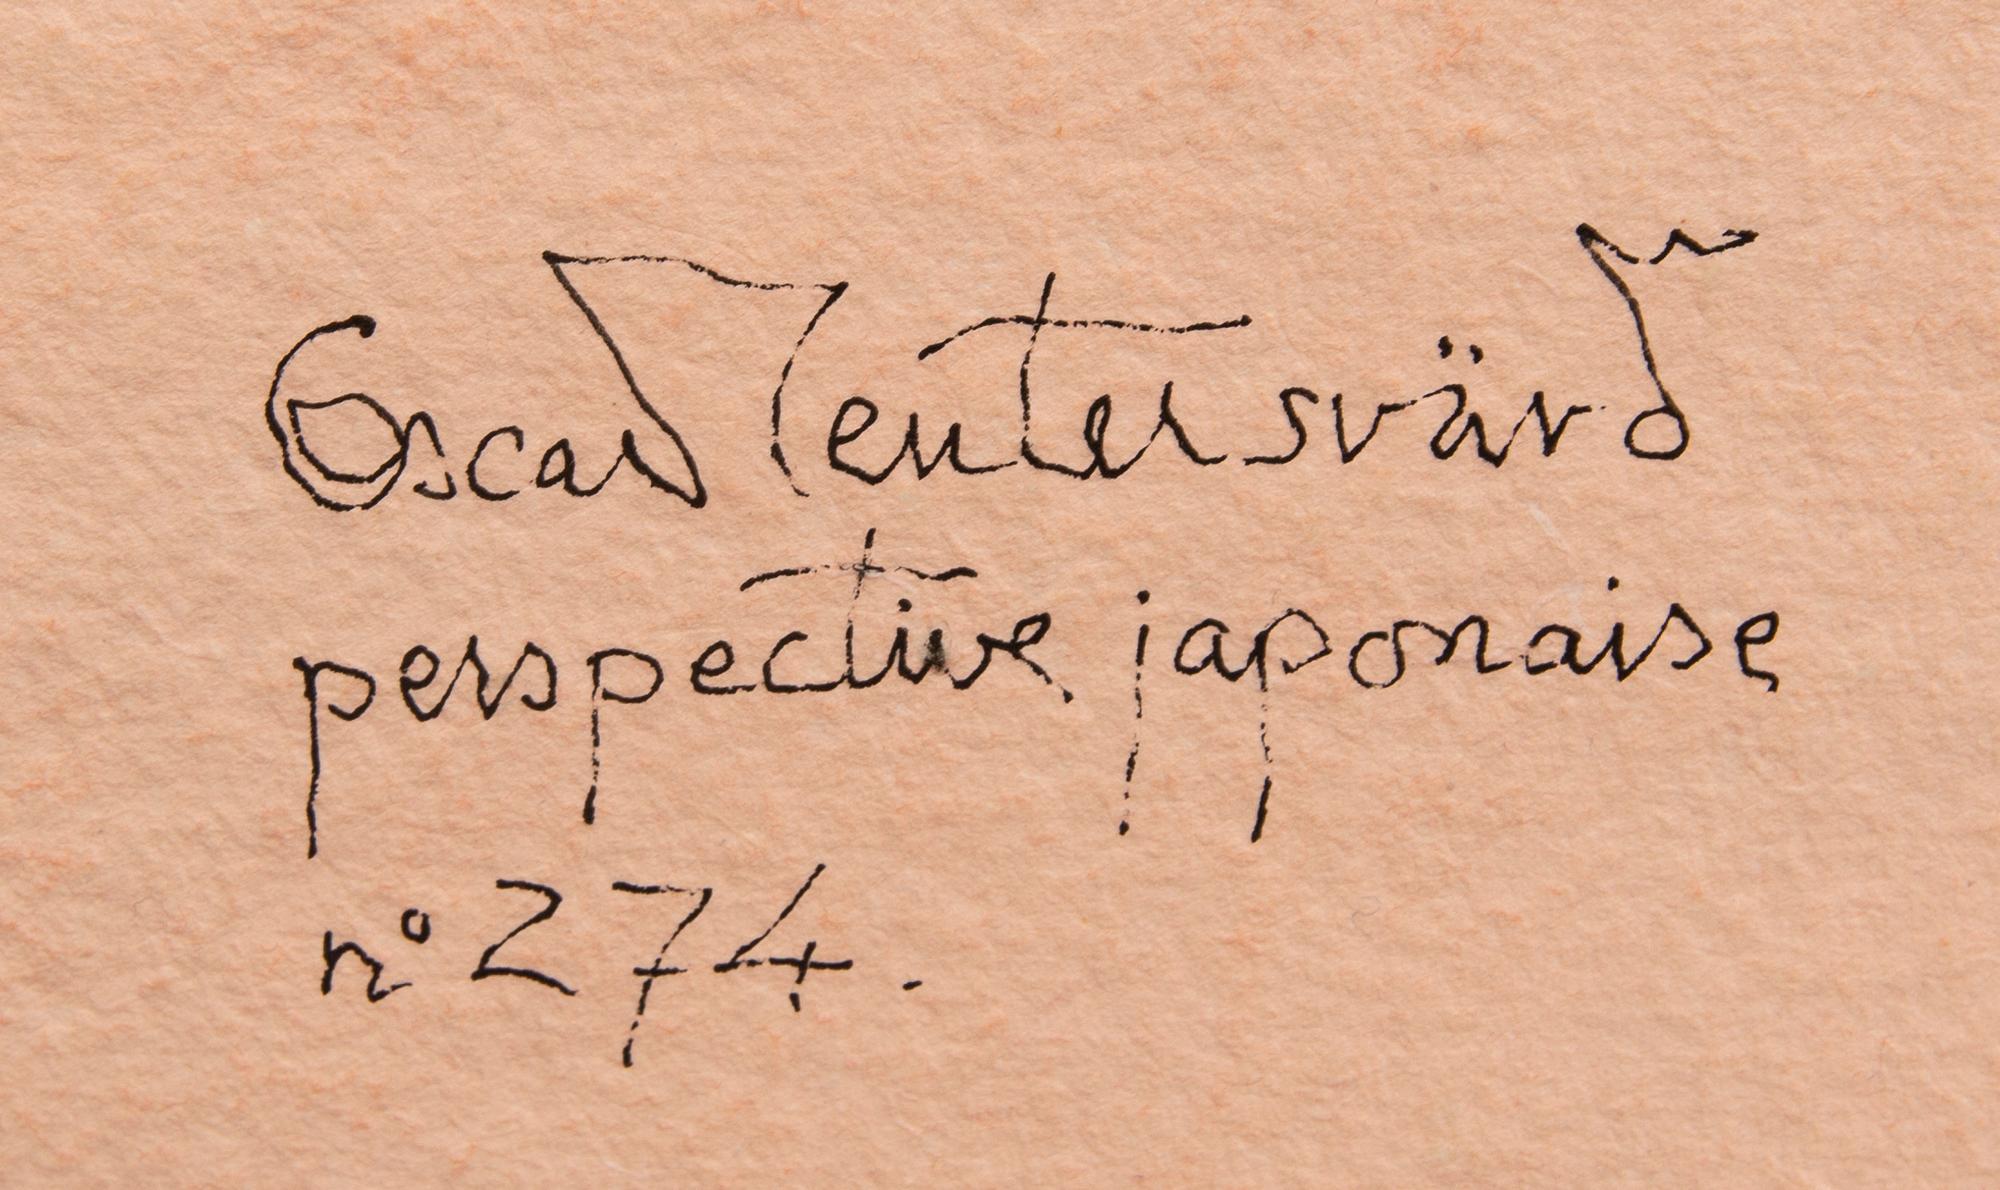 Oscar Reutersvärd
perspective japonaise
n° 274.